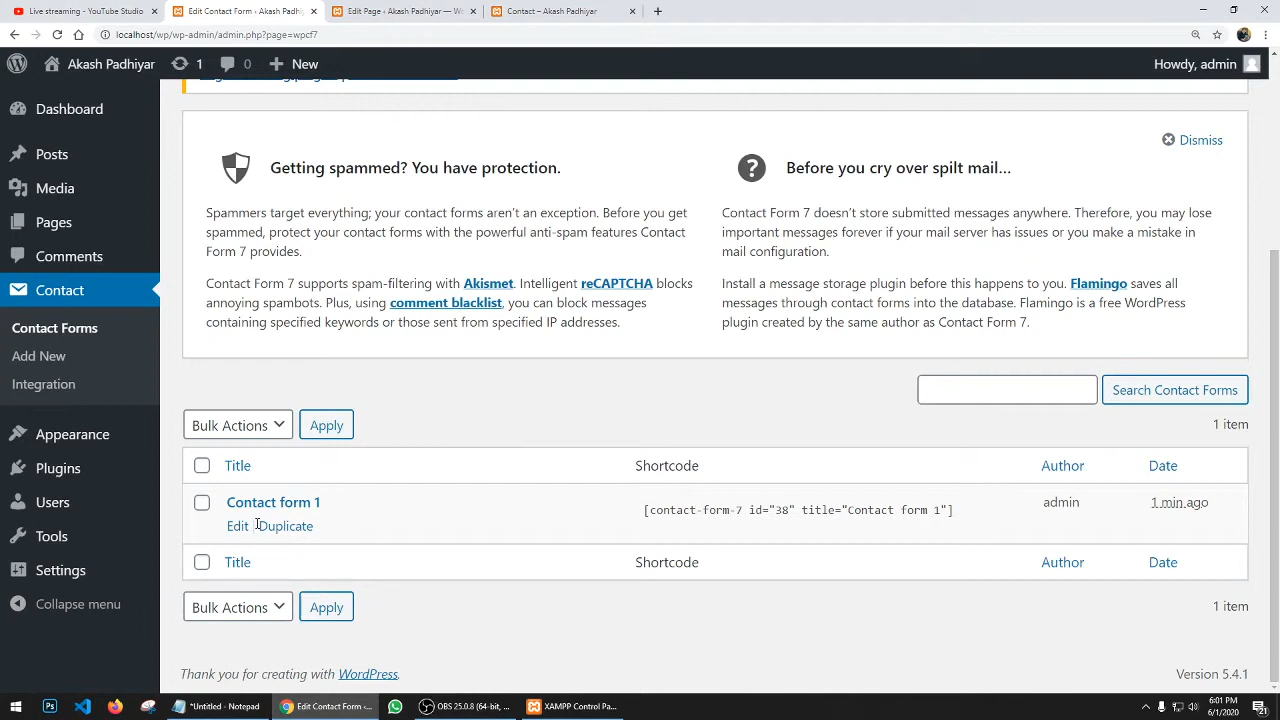 Live streaming - YouTube Studio
Edit Contact Form ‹ Akash Padhiy
Edit Page ‹ Akash Padhiyar — Wo
Contact – Akash Padhiyar
localhost/wp/wp-admin/admin.php?page=wpcf7
Akash Padhiyar
1
0
New
Howdy, admin
Dashboard
Posts
Media
Pages
Comments
Contact
Contact Forms
Add New
Integration
Appearance
Plugins
Users
Tools
Settings
Collapse menu
Dismiss
Getting spammed? You have protection.
Spammers target everything; your contact forms aren't an exception. Before you get
spammed, protect your contact forms with the powerful anti-spam features Contact
Form 7 provides.
Contact Form 7 supports spam-filtering with Akismet. Intelligent reCAPTCHA blocks
annoying spambots. Plus, using comment blacklist, you can block messages
containing specified keywords or those sent from specified IP addresses.
Before you cry over spilt mail…
Contact Form 7 doesn't store submitted messages anywhere. Therefore, you may lose
important messages forever if your mail server has issues or you make a mistake in
mail configuration.
Install a message storage plugin before this happens to you. Flamingo saves all
messages through contact forms into the database. Flamingo is a free WordPress
plugin created by the same author as Contact Form 7.
Search Contact Forms
Bulk Actions
Apply
1 item
Title
Shortcode
Author
Date
Contact form 1
[contact-form-7 id="38" title="Contact form 1"]
admin
1 min ago
Edit
Duplicate
Title
Shortcode
Author
Date
Bulk Actions
Apply
1 item
Thank you for creating with WordPress.
Version 5.4.1
*Untitled - Notepad
Edit Contact Form ‹...
OBS 25.0.8 (64-bit, ...
XAMPP Control Pa...
6:01 PM
6/1/2020
21